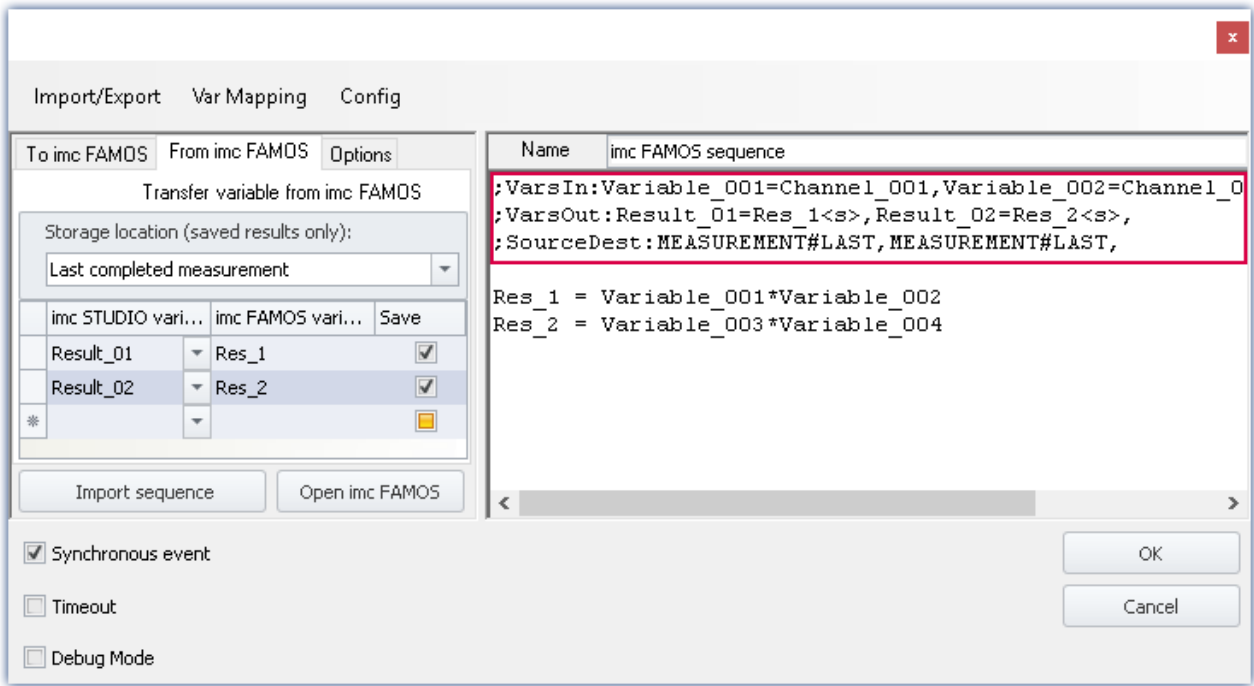 x
Import/Export Var Mapping Config
To imc FAMOS From imc FAMOS Options
Transfer variable from imc FAMOS
Storage location (saved results only):
Last completed measurement
imc STUDIO vari... imc FAMOS vari... Save
Result_01 Res_1
Result_02 Res_2
Import sequence Open imc FAMOS
Name imc FAMOS sequence
;VarsIn:Variable_001=Channel_001,Variable_002=Channel_0
;VarsOut:Result_01=Res_1<s>,Result_02=Res_2<s>,
;SourceDest:MEASUREMENT#LAST,MEASUREMENT#LAST,
Res_1 = Variable_001*Variable_002
Res_2 = Variable_003*Variable_004
Synchronous event
Timeout
Debug Mode
OK
Cancel